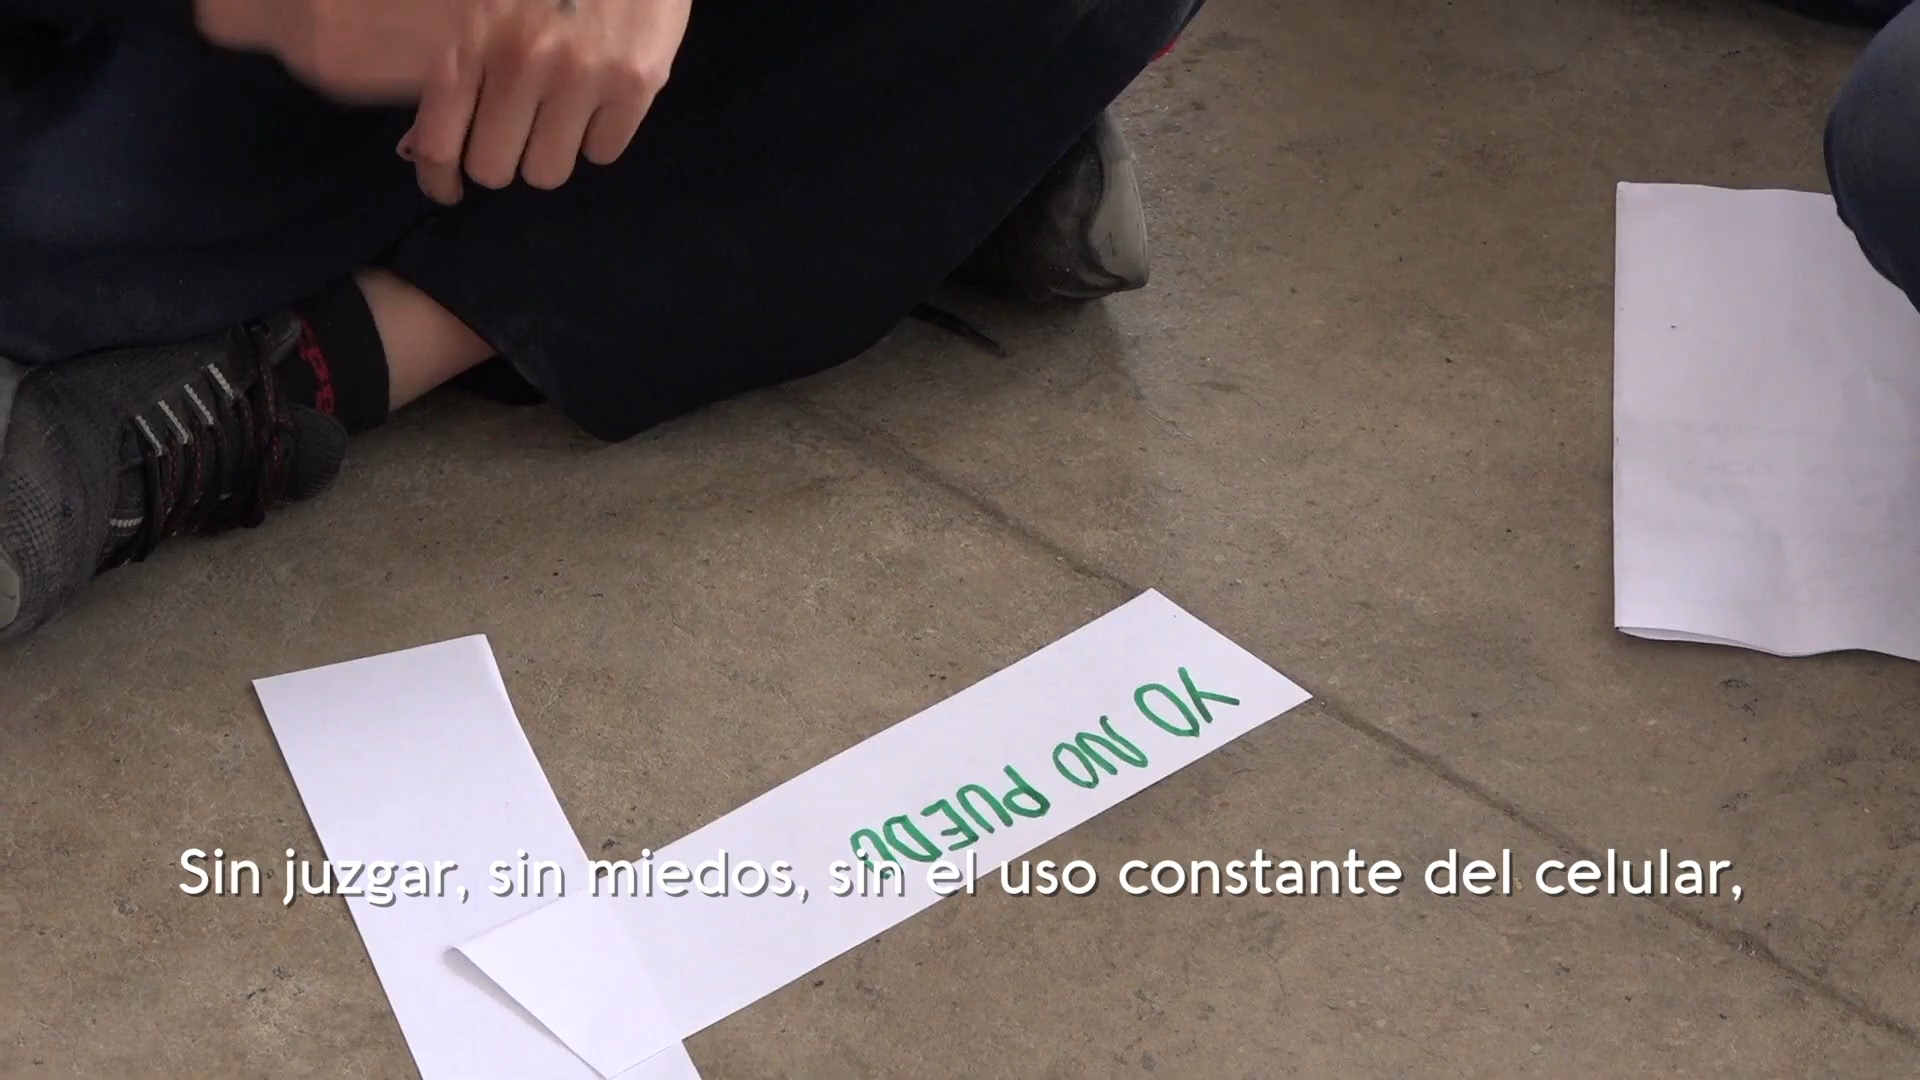 YO NO PUEDO
Sin juzgar, sin miedos, sin el uso constante del celular,